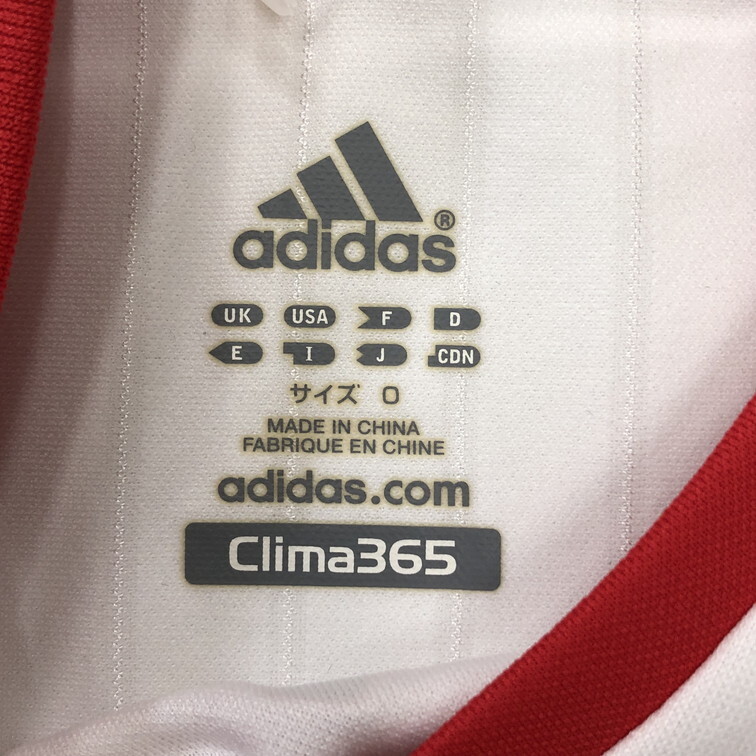 adidas®
UK USA F D
E I J CDN
サイズ O
MADE IN CHINA
FABRIQUE EN CHINE
adidas.com
Clima365